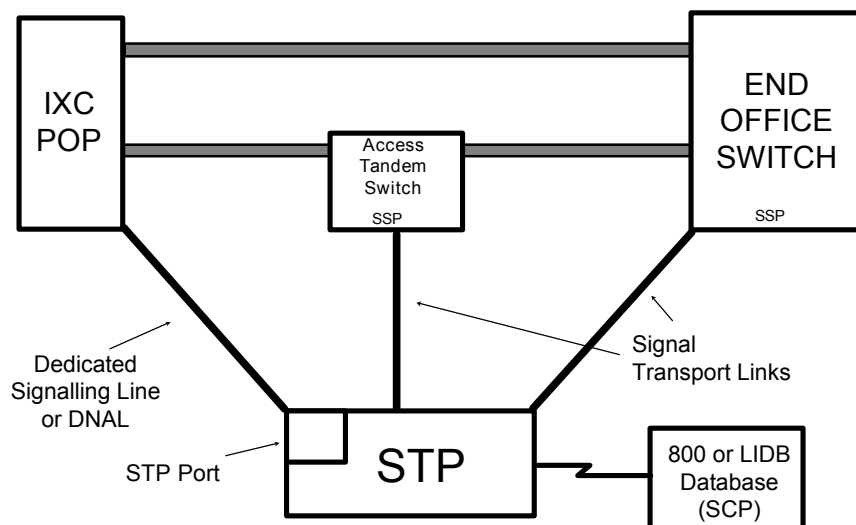 IXC
POP
END
OFFICE
SWITCH
SSP
Access
Tandem
Switch
SSP
Dedicated
Signalling Line
or DNAL
Signal
Transport Links
STP Port
STP
800 or LIDB
Database
(SCP)